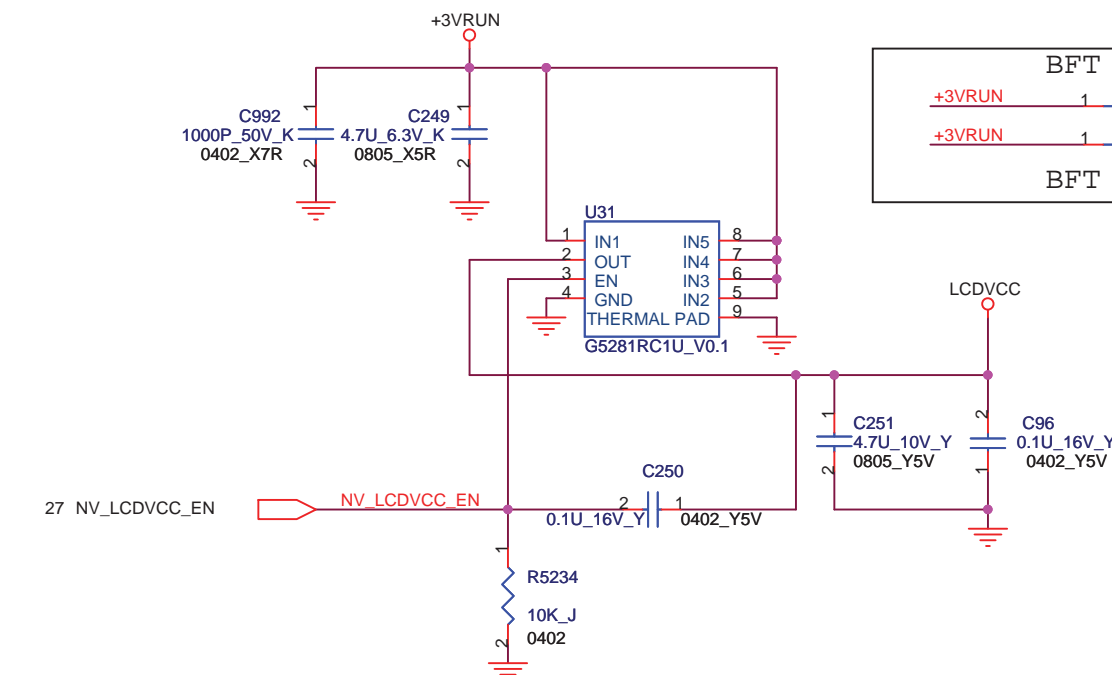 +3VRUN
BFT
C992
1000P_50V_K
0402_X7R
1
2
C249
4.7U_6.3V_K
0805_X5R
1
2
+3VRUN 1
+3VRUN 1
BFT
U31
1 IN1 IN5 8
2 OUT IN4 7
3 EN IN3 6
4 GND IN2 5
THERMAL PAD 9
G5281RC1U_V0.1
LCDVCC
1
C251
4.7U_10V_Y
0805_Y5V
2
2
C96
0.1U_16V_Y
0402_Y5V
1
C250
27 NV_LCDVCC_EN
NV_LCDVCC_EN
2 1
0.1U_16V_Y 0402_Y5V
1
R5234
10K_J
0402
2